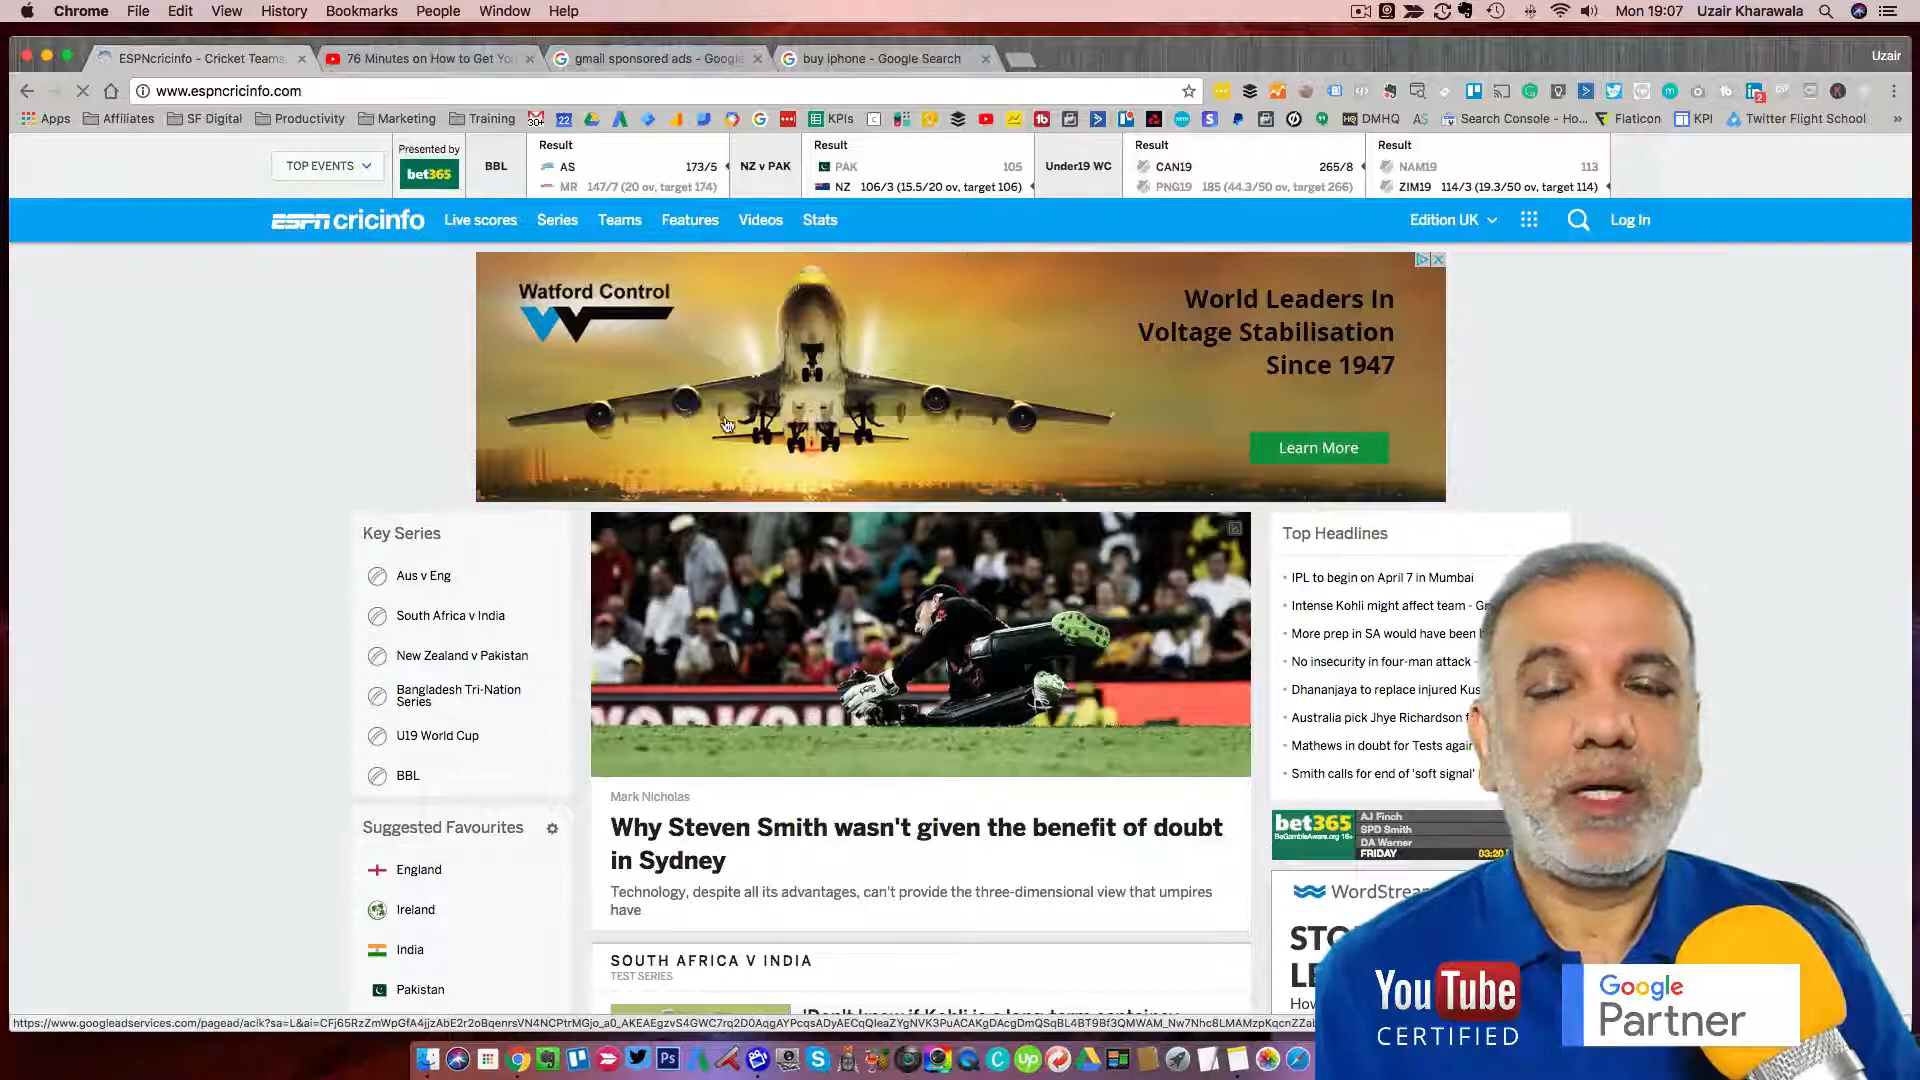 Chrome File Edit View History Bookmarks People Window Help
Mon 19:07 Uzair Kharawala
ESPNcricinfo - Cricket Teams,
76 Minutes on How to Get Yo
gmail sponsored ads - Google
buy iphone - Google Search
Uzair
www.espncricinfo.com
Apps Affiliates SF Digital Productivity Marketing Training KPIs DMHQ Search Console - Ho... Flaticon KPI Twitter Flight School
TOP EVENTS
Presented by
bet365
BBL
Result
AS 173/5
MR 147/7 (20 ov, target 174)
NZ v PAK
Result
PAK 105
NZ 106/3 (15.5/20 ov, target 106)
Under19 WC
Result
CAN19 265/8
PNG19 185 (44.3/50 ov, target 266)
Result
NAM19 113
ZIM19 114/3 (19.3/50 ov, target 114)
ESPN cricinfo Live scores Series Teams Features Videos Stats
Edition UK Log In
Watford Control
World Leaders In
Voltage Stabilisation
Since 1947
Learn More
Key Series
Aus v Eng
South Africa v India
New Zealand v Pakistan
Bangladesh Tri-Nation
Series
U19 World Cup
BBL
Suggested Favourites
England
Ireland
India
Pakistan
Mark Nicholas
Why Steven Smith wasn't given the benefit of doubt
in Sydney
Technology, despite all its advantages, can't provide the three-dimensional view that umpires
have
SOUTH AFRICA V INDIA
TEST SERIES
Top Headlines
IPL to begin on April 7 in Mumbai
Intense Kohli might affect team - Gr
More prep in SA would have been
No insecurity in four-man attack -
Dhananjaya to replace injured Kus
Australia pick Jhye Richardson f
Mathews in doubt for Tests again
Smith calls for end of 'soft signal'
bet365
BeGambleAware.org 18+
AJ Finch
SPD Smith
DA Warner
FRIDAY 03:20
WordStream
STO
LE
How
YouTube
CERTIFIED
Google
Partner